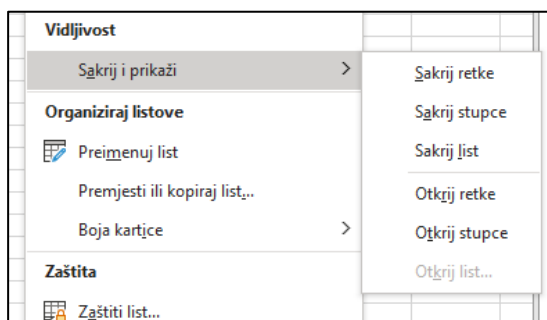 Vidljivost
Sakrij i prikaži
Organiziraj listove
Preimenuj list
Premjesti ili kopiraj list...
Boja kartice
Zaštita
Zaštiti list...
Sakrij retke
Sakrij stupce
Sakrij list
Otkrij retke
Otkrij stupce
Otkrij list...